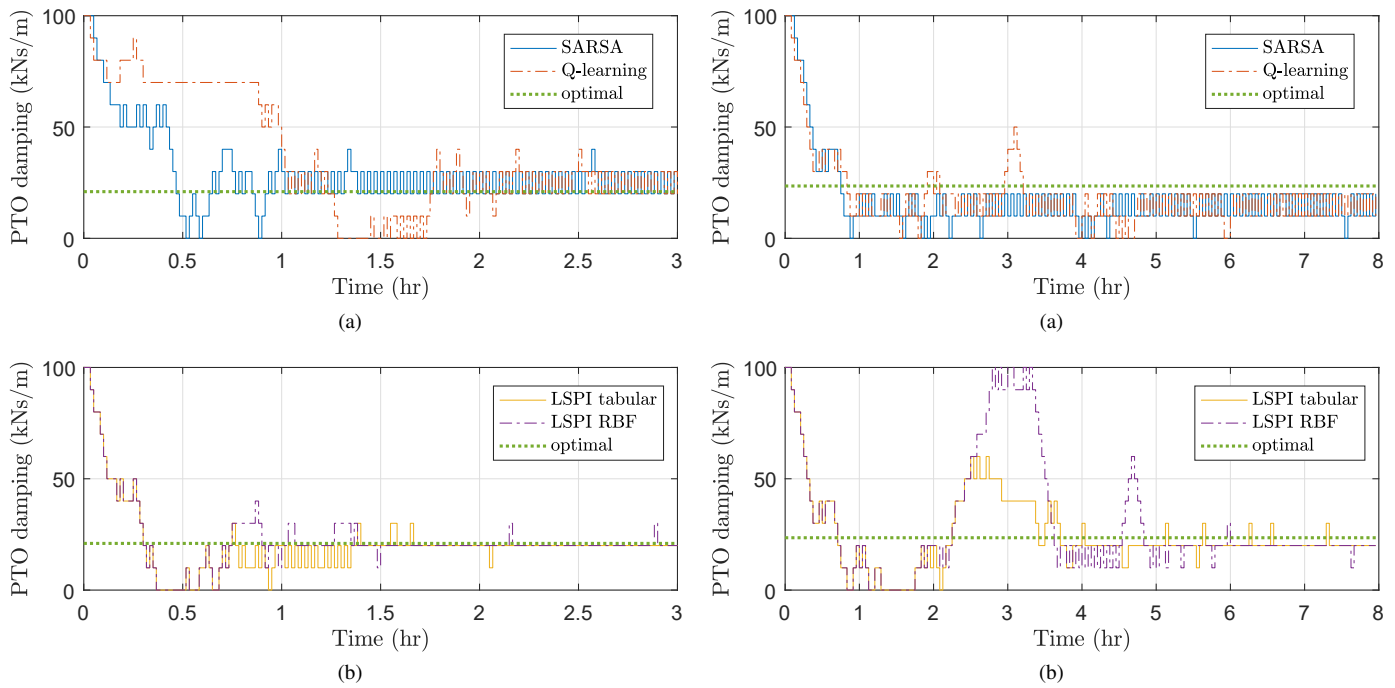 100
50
0
PTO damping (kNs/m)
SARSA
Q-learning
optimal
0 0.5 1 1.5 2 2.5 3
Time (hr)
(a)
100
50
0
PTO damping (kNs/m)
SARSA
Q-learning
optimal
0 1 2 3 4 5 6 7 8
Time (hr)
(a)
100
50
0
PTO damping (kNs/m)
LSPI tabular
LSPI RBF
optimal
0 0.5 1 1.5 2 2.5 3
Time (hr)
(b)
100
50
0
PTO damping (kNs/m)
LSPI tabular
LSPI RBF
optimal
0 1 2 3 4 5 6 7 8
Time (hr)
(b)